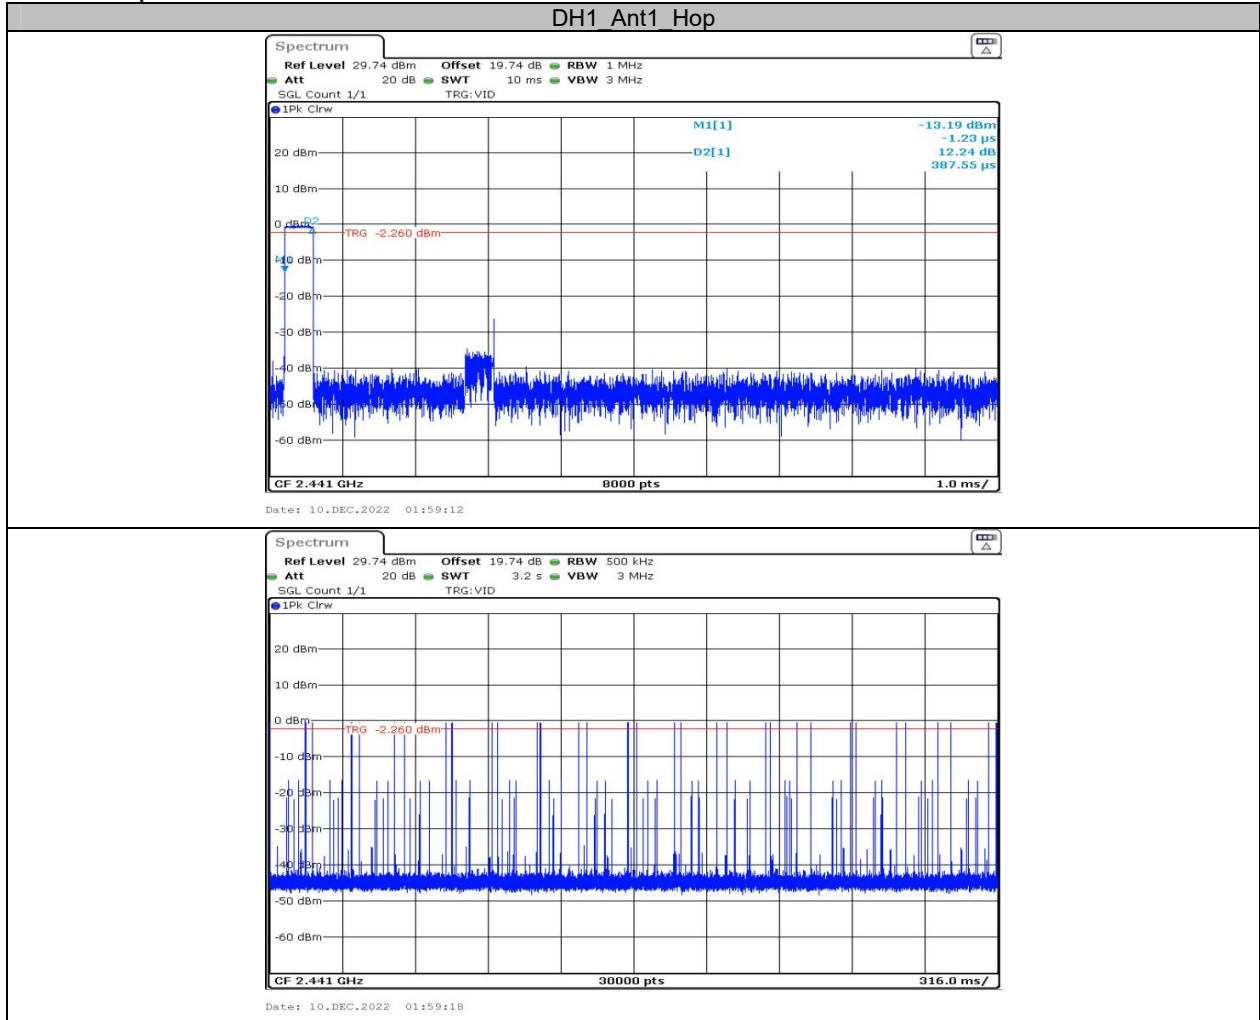 DH1_Ant1_Hop
Spectrum
Ref Level 29.74 dBm Offset 19.74 dB RBW 1 MHz
Att 20 dB SWT 10 ms VBW 3 MHz
SGL Count 1/1 TRG:VID
1Pk Clrw
M1[1] -13.19 dBm
-1.23 µs
20 dBm D2[1] 12.24 dB
387.55 µs
10 dBm
0 dBm D2
TRG -2.260 dBm
-10 dBm
-20 dBm
-30 dBm
-40 dBm
-50 dBm
-60 dBm
CF 2.441 GHz 8000 pts 1.0 ms/
Date: 10.DEC.2022 01:59:12
Spectrum
Ref Level 29.74 dBm Offset 19.74 dB RBW 500 kHz
Att 20 dB SWT 3.2 s VBW 3 MHz
SGL Count 1/1 TRG:VID
1Pk Clrw
20 dBm
10 dBm
0 dBm
TRG -2.260 dBm
-10 dBm
-20 dBm
-30 dBm
-40 dBm
-50 dBm
-60 dBm
CF 2.441 GHz 30000 pts 316.0 ms/
Date: 10.DEC.2022 01:59:18